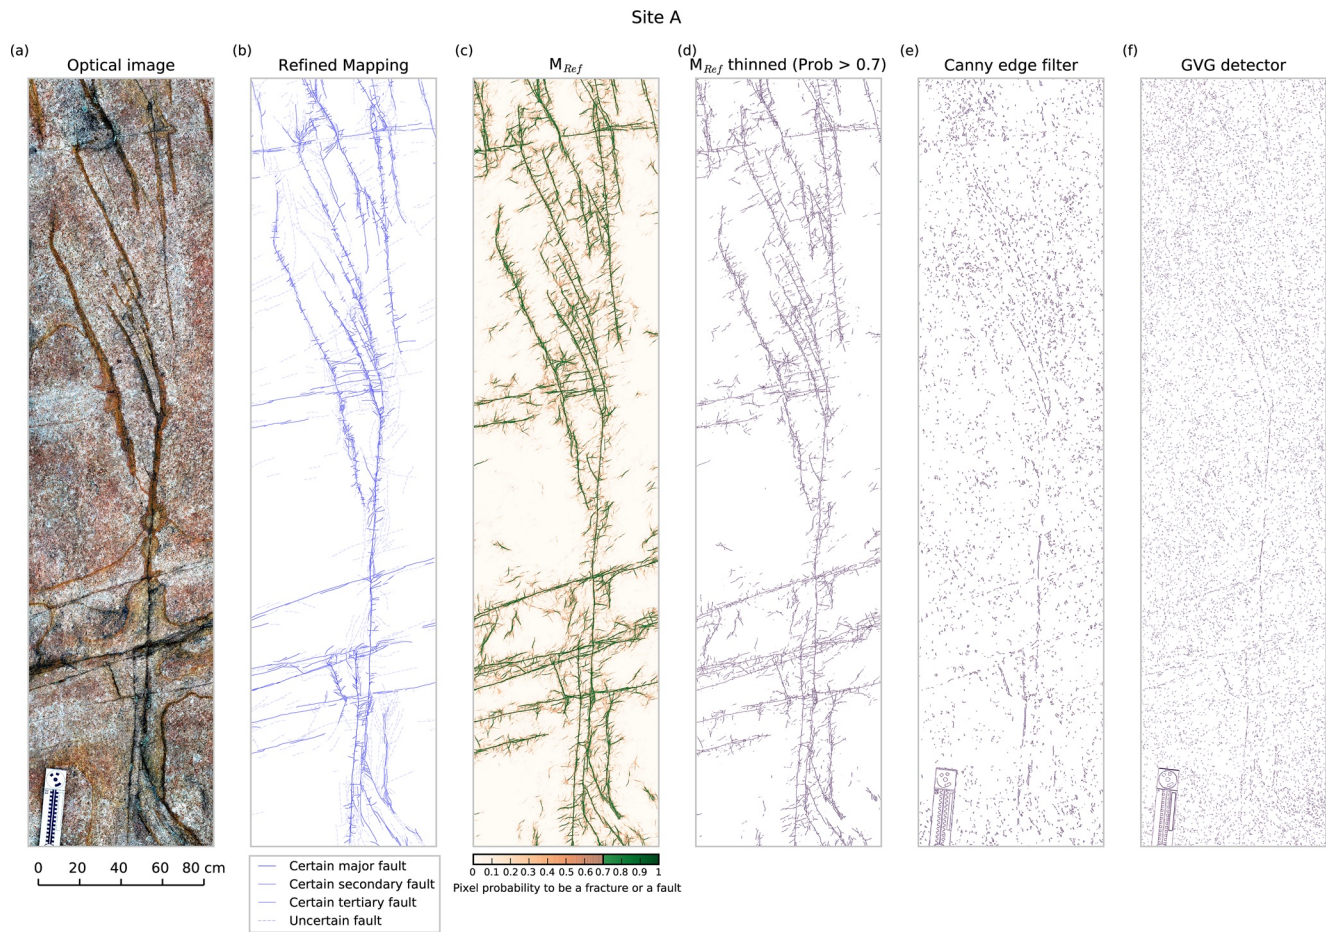 Site A
(a)
(b)
(c)
(d)
(e)
(f)
Optical image
Refined Mapping
M_Ref
M_Ref thinned (Prob > 0.7)
Canny edge filter
GVG detector
0 20 40 60 80 cm
Certain major fault
Certain secondary fault
Certain tertiary fault
Uncertain fault
0 0.1 0.2 0.3 0.4 0.5 0.6 0.7 0.8 0.9 1
Pixel probability to be a fracture or a fault